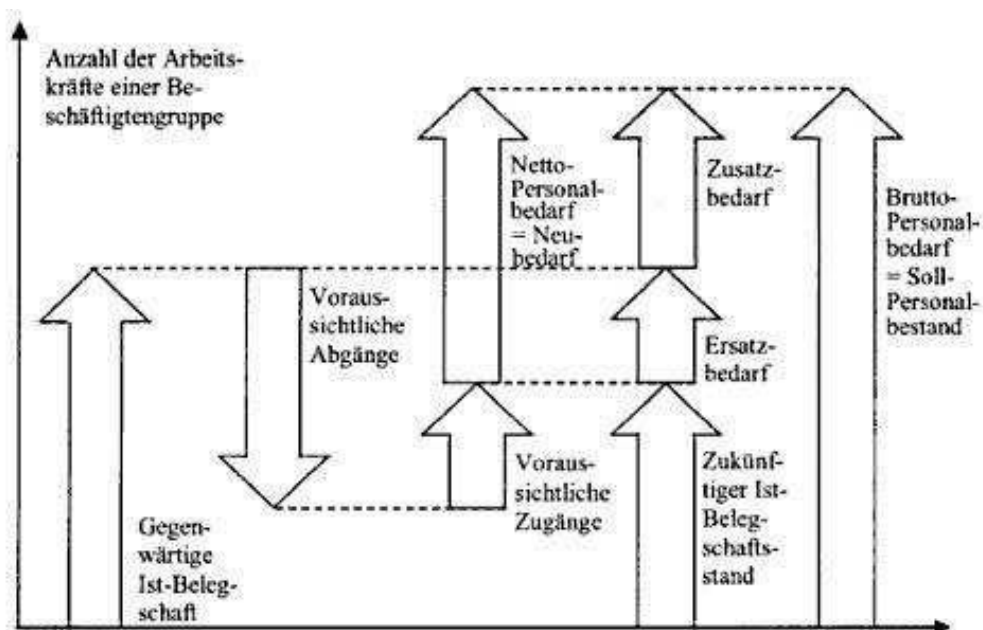 Anzahl der Arbeits-
kräfte einer Be-
schäftigtengruppe
Gegen-
wärtige
Ist-Beleg-
schaft
Voraus-
sichtliche
Abgänge
Netto-
Personal-
bedarf
= Neu-
bedarf
Voraus-
sichtliche
Zugänge
Zusatz-
bedarf
Ersatz-
bedarf
Zukünf-
tiger Ist-
Beleg-
schafts-
stand
Brutto-
Personal-
bedarf
= Soll-
Personal-
bestand